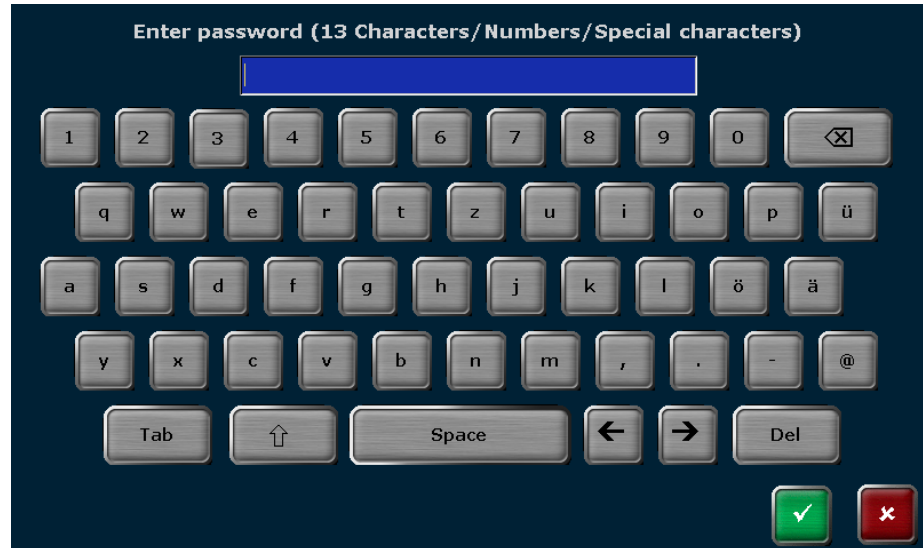 Enter password (13 Characters/Numbers/Special characters)
1 2 3 4 5 6 7 8 9 0
q w e r t z u i o p ü
a s d f g h j k l ö ä
y x c v b n m , . - @
Tab Space Del